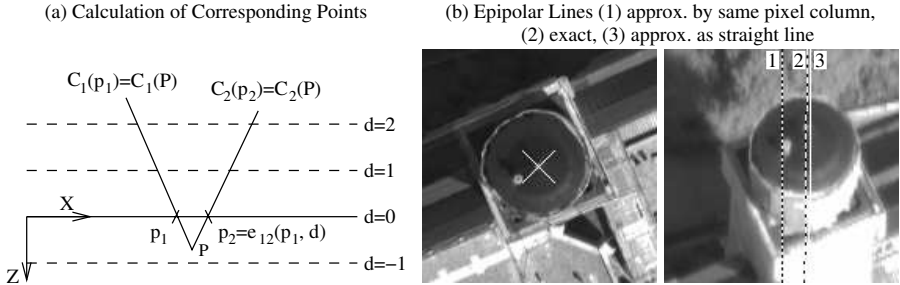 (a) Calculation of Corresponding Points
(b) Epipolar Lines (1) approx. by same pixel column,
(2) exact, (3) approx. as straight line
C1(p1)=C1(P)
C2(p2)=C2(P)
d=2
d=1
X
d=0
p1
P
p2=e12(p1, d)
Z
d=−1
1
2
3